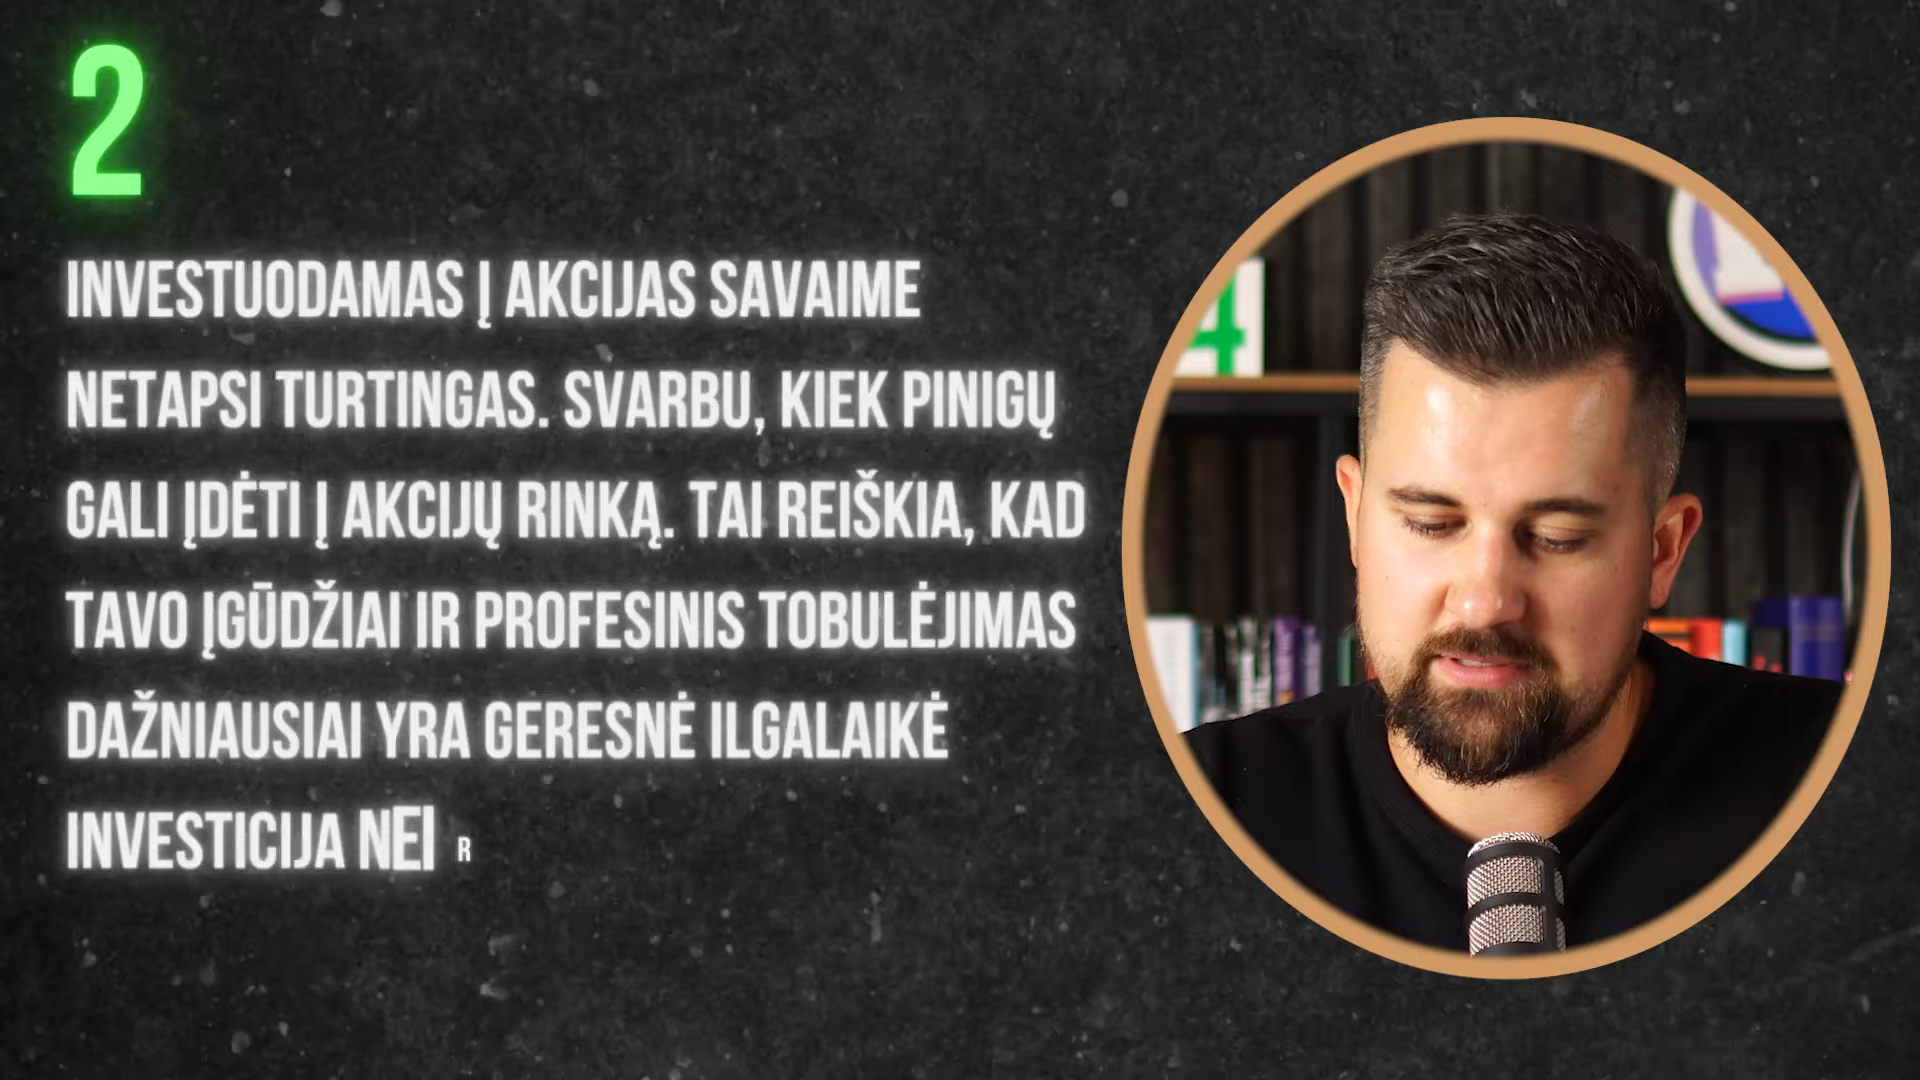 2
INVESTUODAMAS Į AKCIJAS SAVAIME
NETAPSI TURTINGAS. SVARBU, KIEK PINIGŲ
GALI ĮDĖTI Į AKCIJŲ RINKĄ. TAI REIŠKIA, KAD
TAVO ĮGŪDŽIAI IR PROFESINIS TOBULĖJIMAS
DAŽNIAUSIAI YRA GERESNĖ ILGALAIKĖ
INVESTICIJA NEI R
4